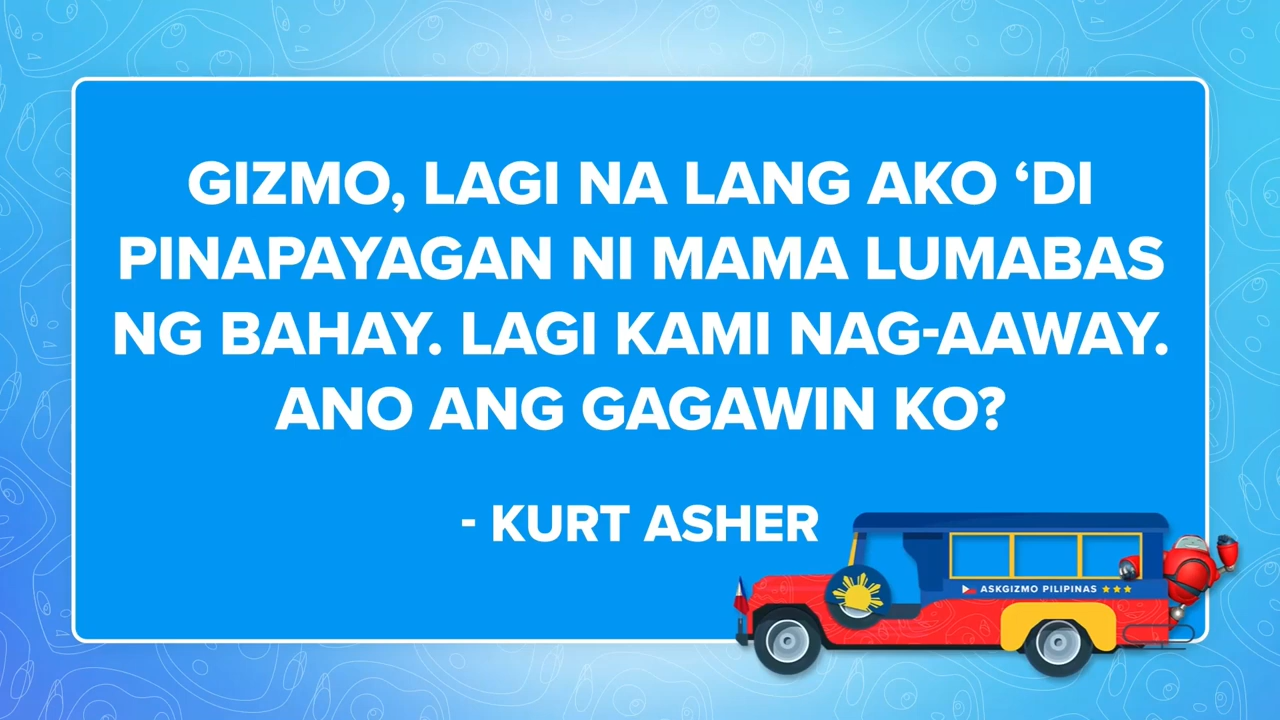 GIZMO, LAGI NA LANG AKO ‘DI
PINAPAYAGAN NI MAMA LUMABAS
NG BAHAY. LAGI KAMI NAG-AAWAY.
ANO ANG GAGAWIN KO?
- KURT ASHER
ASKGIZMO PILIPINAS